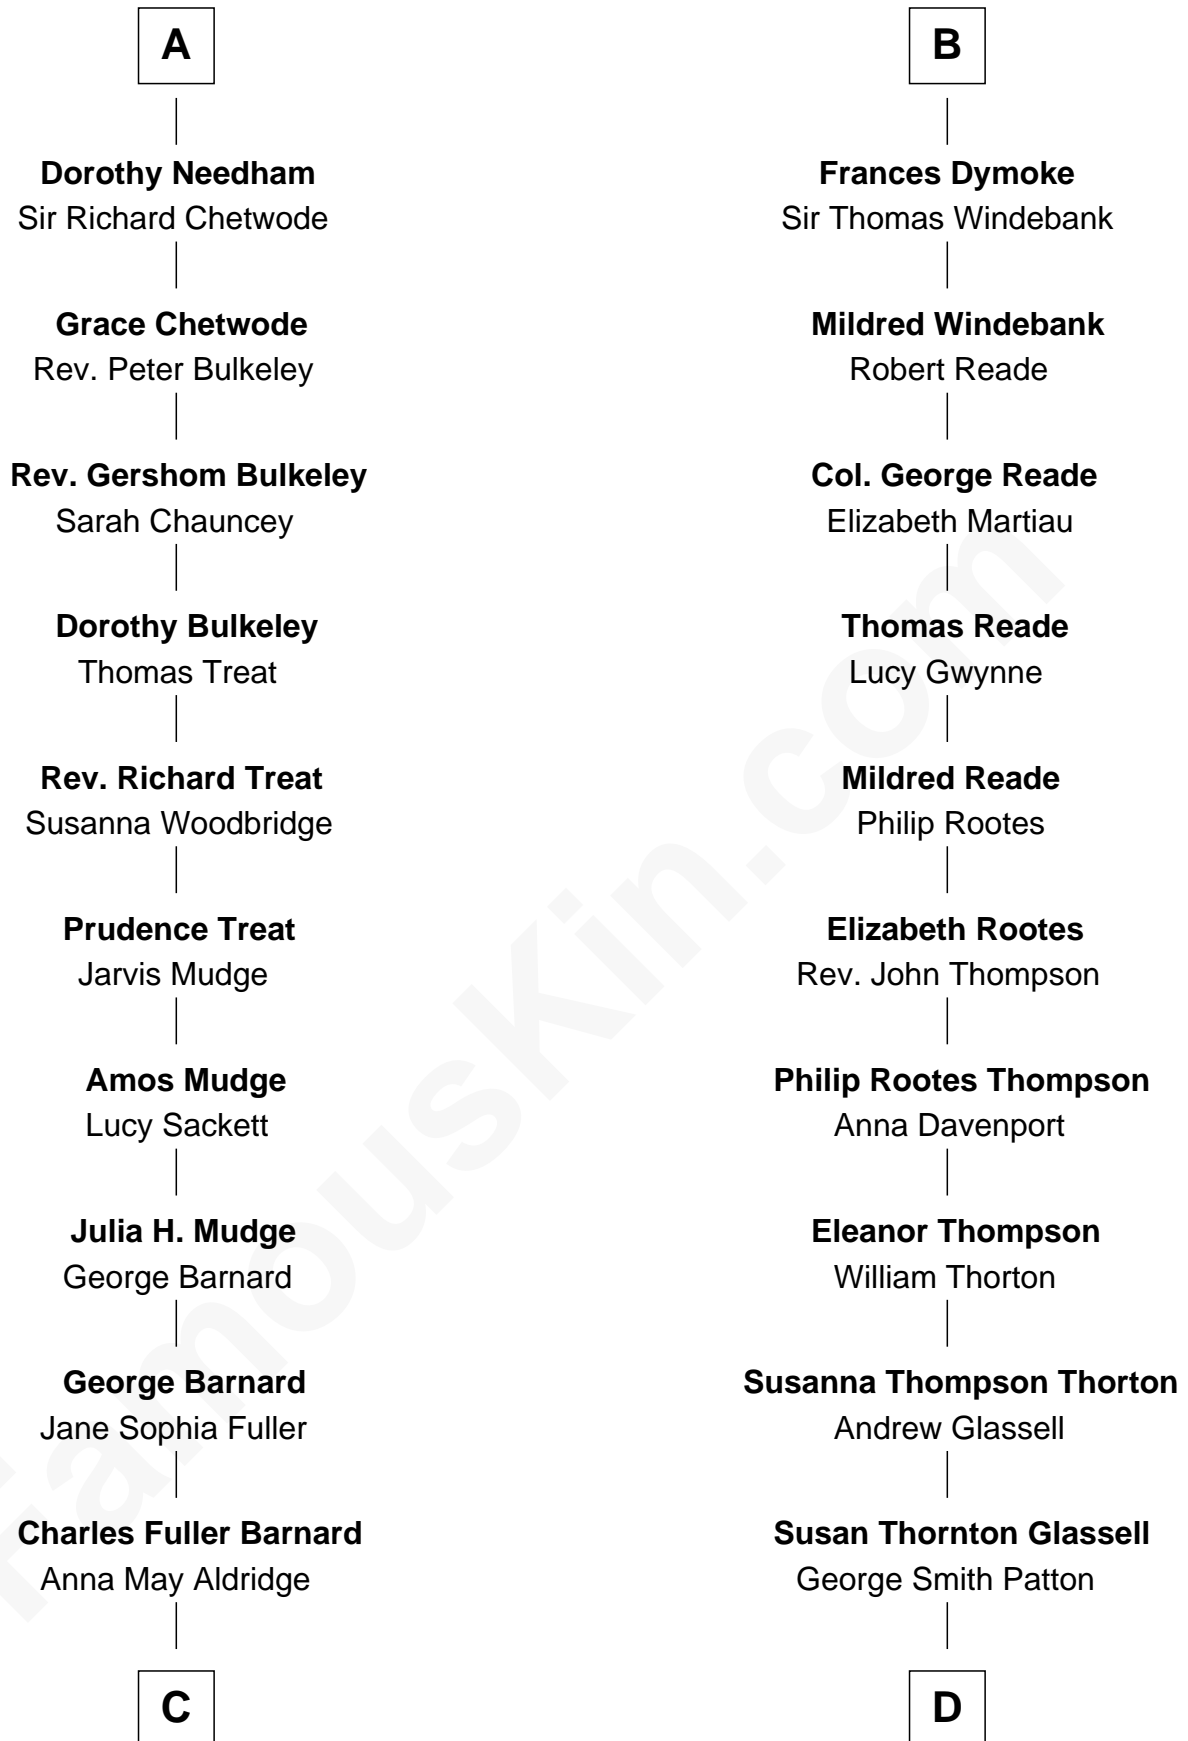 A
Dorothy Needham
Sir Richard Chetwode
Grace Chetwode
Rev. Peter Bulkeley
Rev. Gershom Bulkeley
Sarah Chauncey
Dorothy Bulkeley
Thomas Treat
Rev. Richard Treat
Susanna Woodbridge
Prudence Treat
Jarvis Mudge
Amos Mudge
Lucy Sackett
Julia H. Mudge
George Barnard
George Barnard
Jane Sophia Fuller
Charles Fuller Barnard
Anna May Aldridge
C
B
Frances Dymoke
Sir Thomas Windebank
Mildred Windebank
Robert Reade
Col. George Reade
Elizabeth Martiau
Thomas Reade
Lucy Gwynne
Mildred Reade
Philip Rootes
Elizabeth Rootes
Rev. John Thompson
Philip Rootes Thompson
Anna Davenport
Eleanor Thompson
William Thorton
Susanna Thompson Thorton
Andrew Glassell
Susan Thornton Glassell
George Smith Patton
D
FamousKin.com